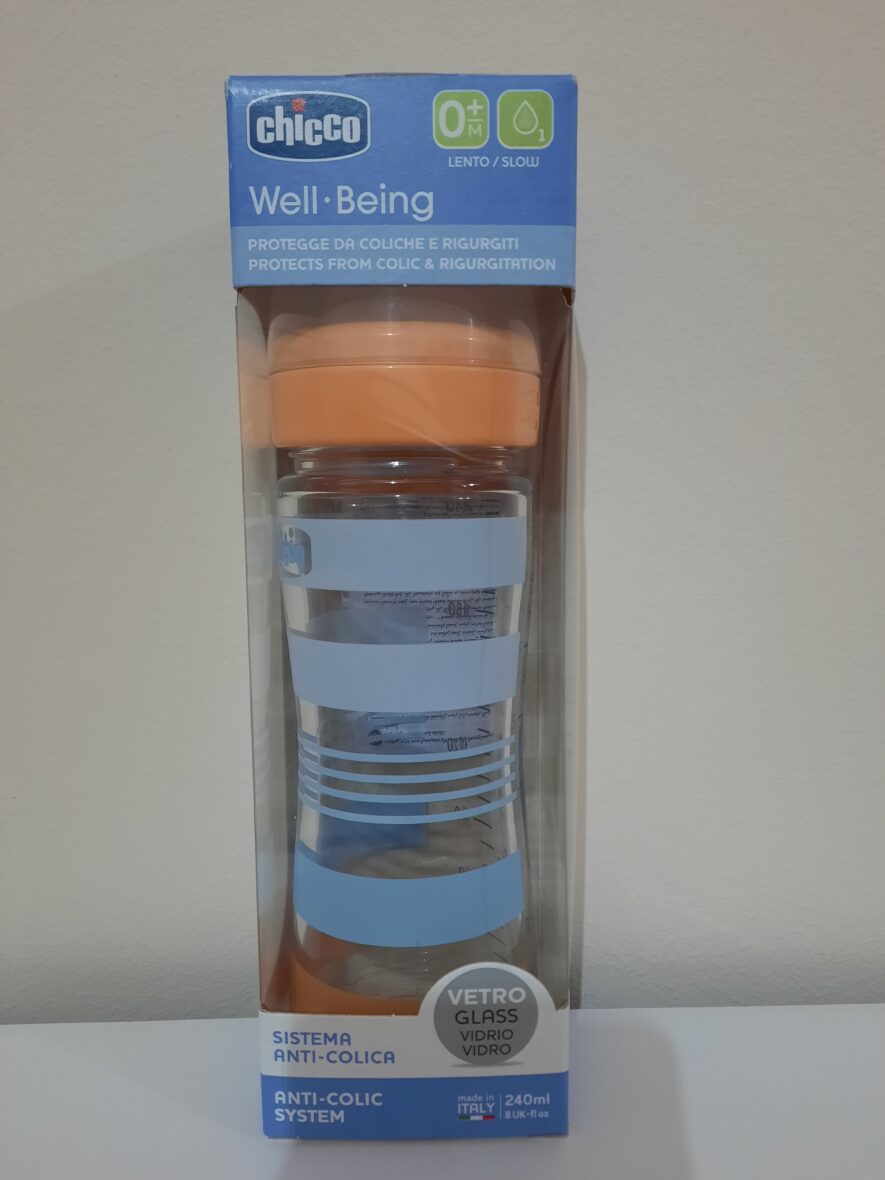 chicco
0+
M
1
LENTO / SLOW
Well·Being
PROTEGGE DA COLICHE E RIGURGITI
PROTECTS FROM COLIC & RIGURGITATION
VETRO
GLASS
VIDRIO
VIDRO
SISTEMA
ANTI-COLICA
ANTI-COLIC
SYSTEM
made in
ITALY
240ml
8 UK-fl oz